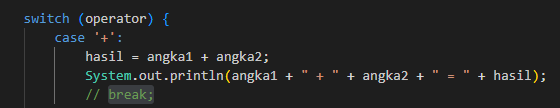 switch (operator) {
case '+':
hasil = angka1 + angka2;
System.out.println(angka1 + " + " + angka2 + " = " + hasil);
// break;